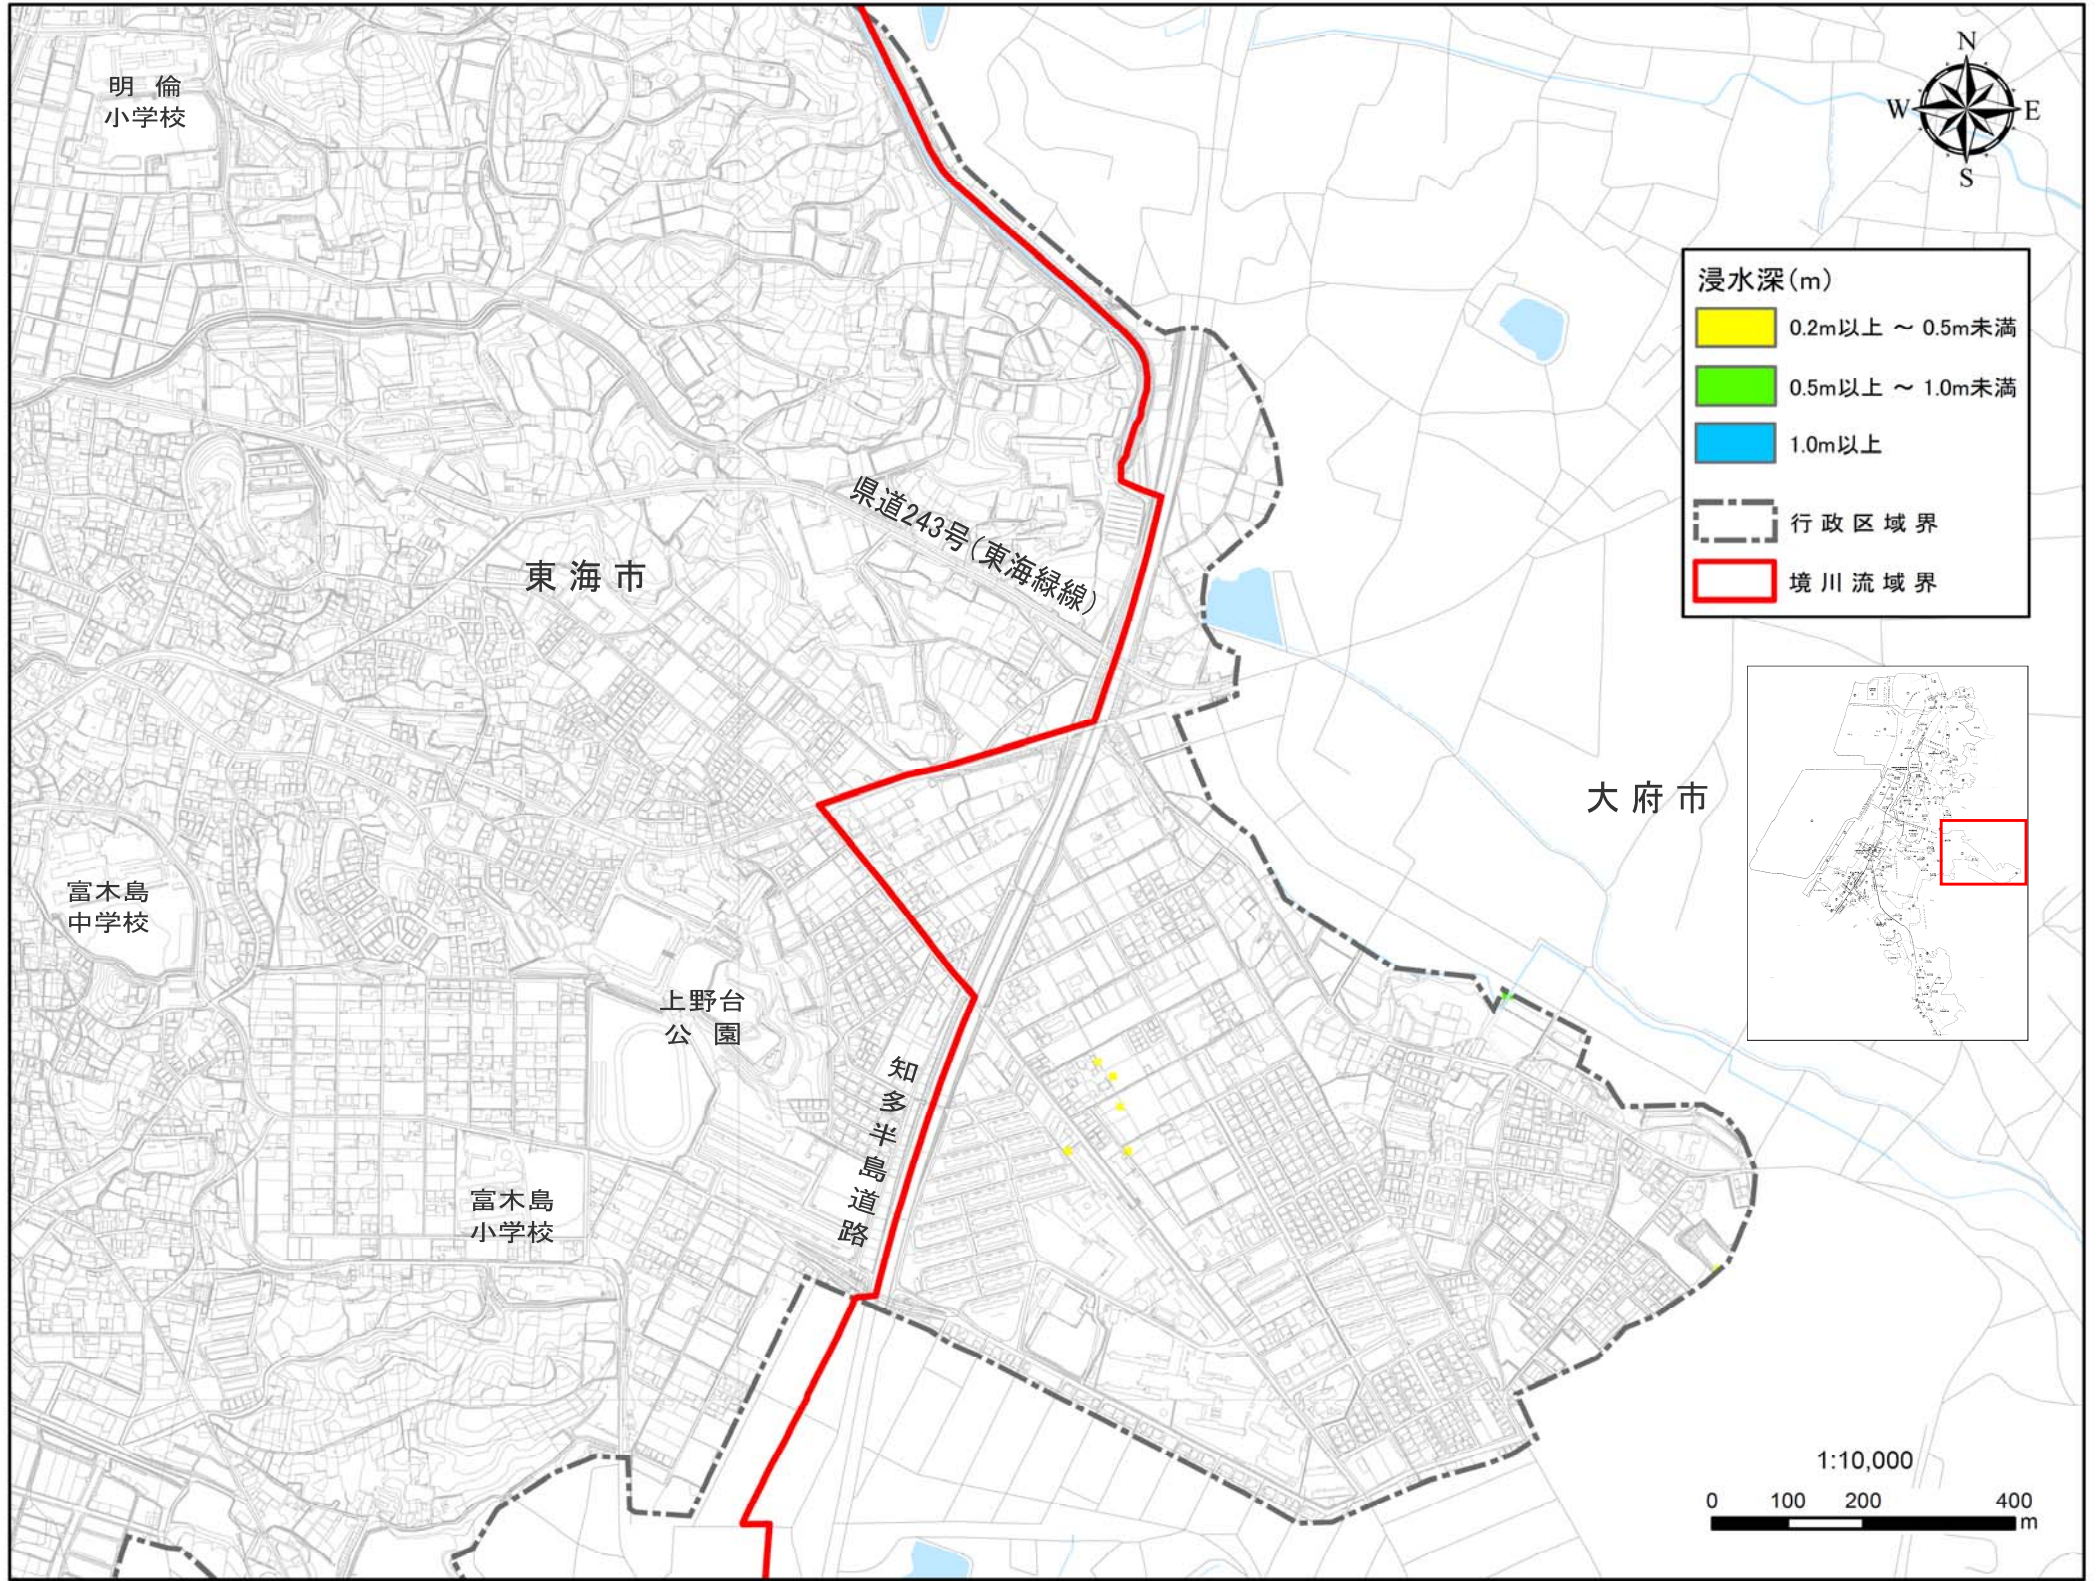 明 倫
小学校
N
W
E
S
浸水深(m)
0.2m以上 ～ 0.5m未満
0.5m以上 ～ 1.0m未満
1.0m以上
行政区域界
境川流域界
県道243号(東海緑線)
東海市
大府市
富木島
中学校
上野台
公 園
知多半島道路
富木島
小学校
1:10,000
0 100 200 400
m